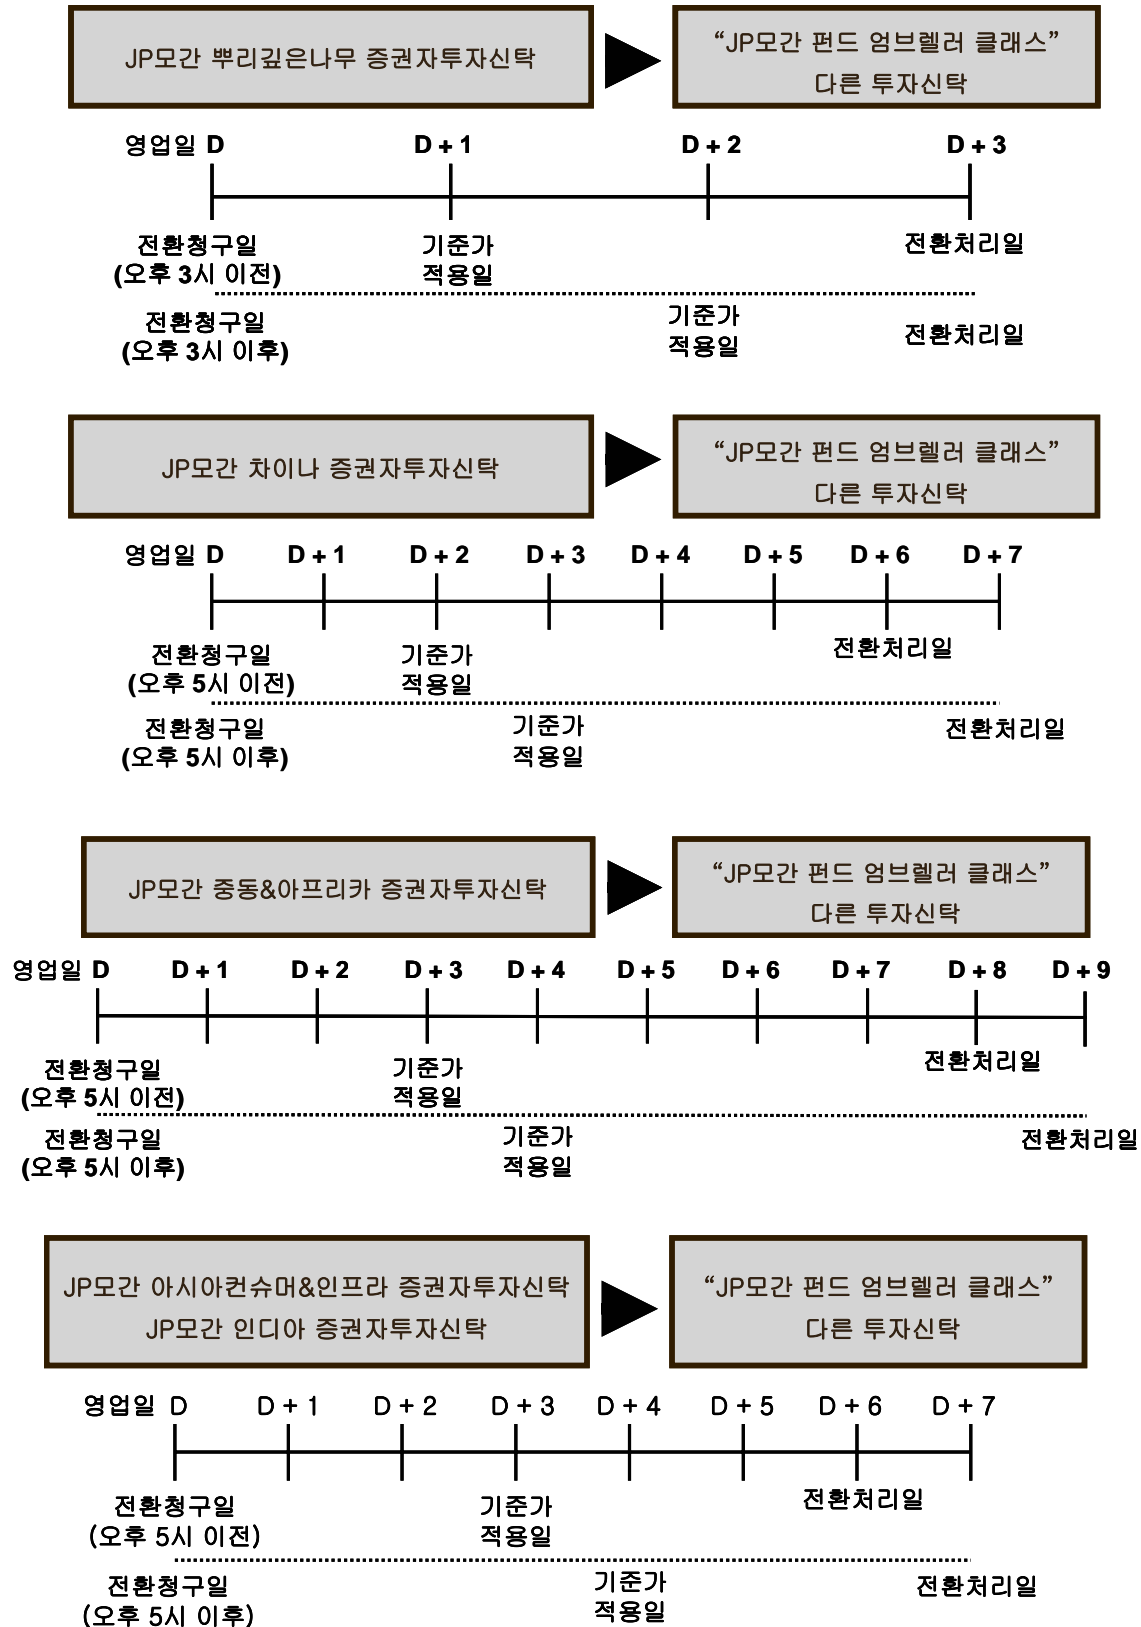 JP모간 뿌리깊은나무 증권자투자신탁
“JP모간 펀드 엄브렐러 클래스”
다른 투자신탁
영업일 D D + 1 D + 2 D + 3
전환청구일
(오후 3시 이전)
기준가
적용일
전환처리일
전환청구일
(오후 3시 이후)
기준가
적용일
전환처리일
JP모간 차이나 증권자투자신탁
“JP모간 펀드 엄브렐러 클래스”
다른 투자신탁
영업일 D D + 1 D + 2 D + 3 D + 4 D + 5 D + 6 D + 7
전환청구일
(오후 5시 이전)
기준가
적용일
전환처리일
전환청구일
(오후 5시 이후)
기준가
적용일
전환처리일
JP모간 중동&아프리카 증권자투자신탁
“JP모간 펀드 엄브렐러 클래스”
다른 투자신탁
영업일 D D + 1 D + 2 D + 3 D + 4 D + 5 D + 6 D + 7 D + 8 D + 9
전환청구일
(오후 5시 이전)
기준가
적용일
전환처리일
전환청구일
(오후 5시 이후)
기준가
적용일
전환처리일
JP모간 아시아컨슈머&인프라 증권자투자신탁
JP모간 인디아 증권자투자신탁
“JP모간 펀드 엄브렐러 클래스”
다른 투자신탁
영업일 D D + 1 D + 2 D + 3 D + 4 D + 5 D + 6 D + 7
전환청구일
(오후 5시 이전)
기준가
적용일
전환처리일
전환청구일
(오후 5시 이후)
기준가
적용일
전환처리일